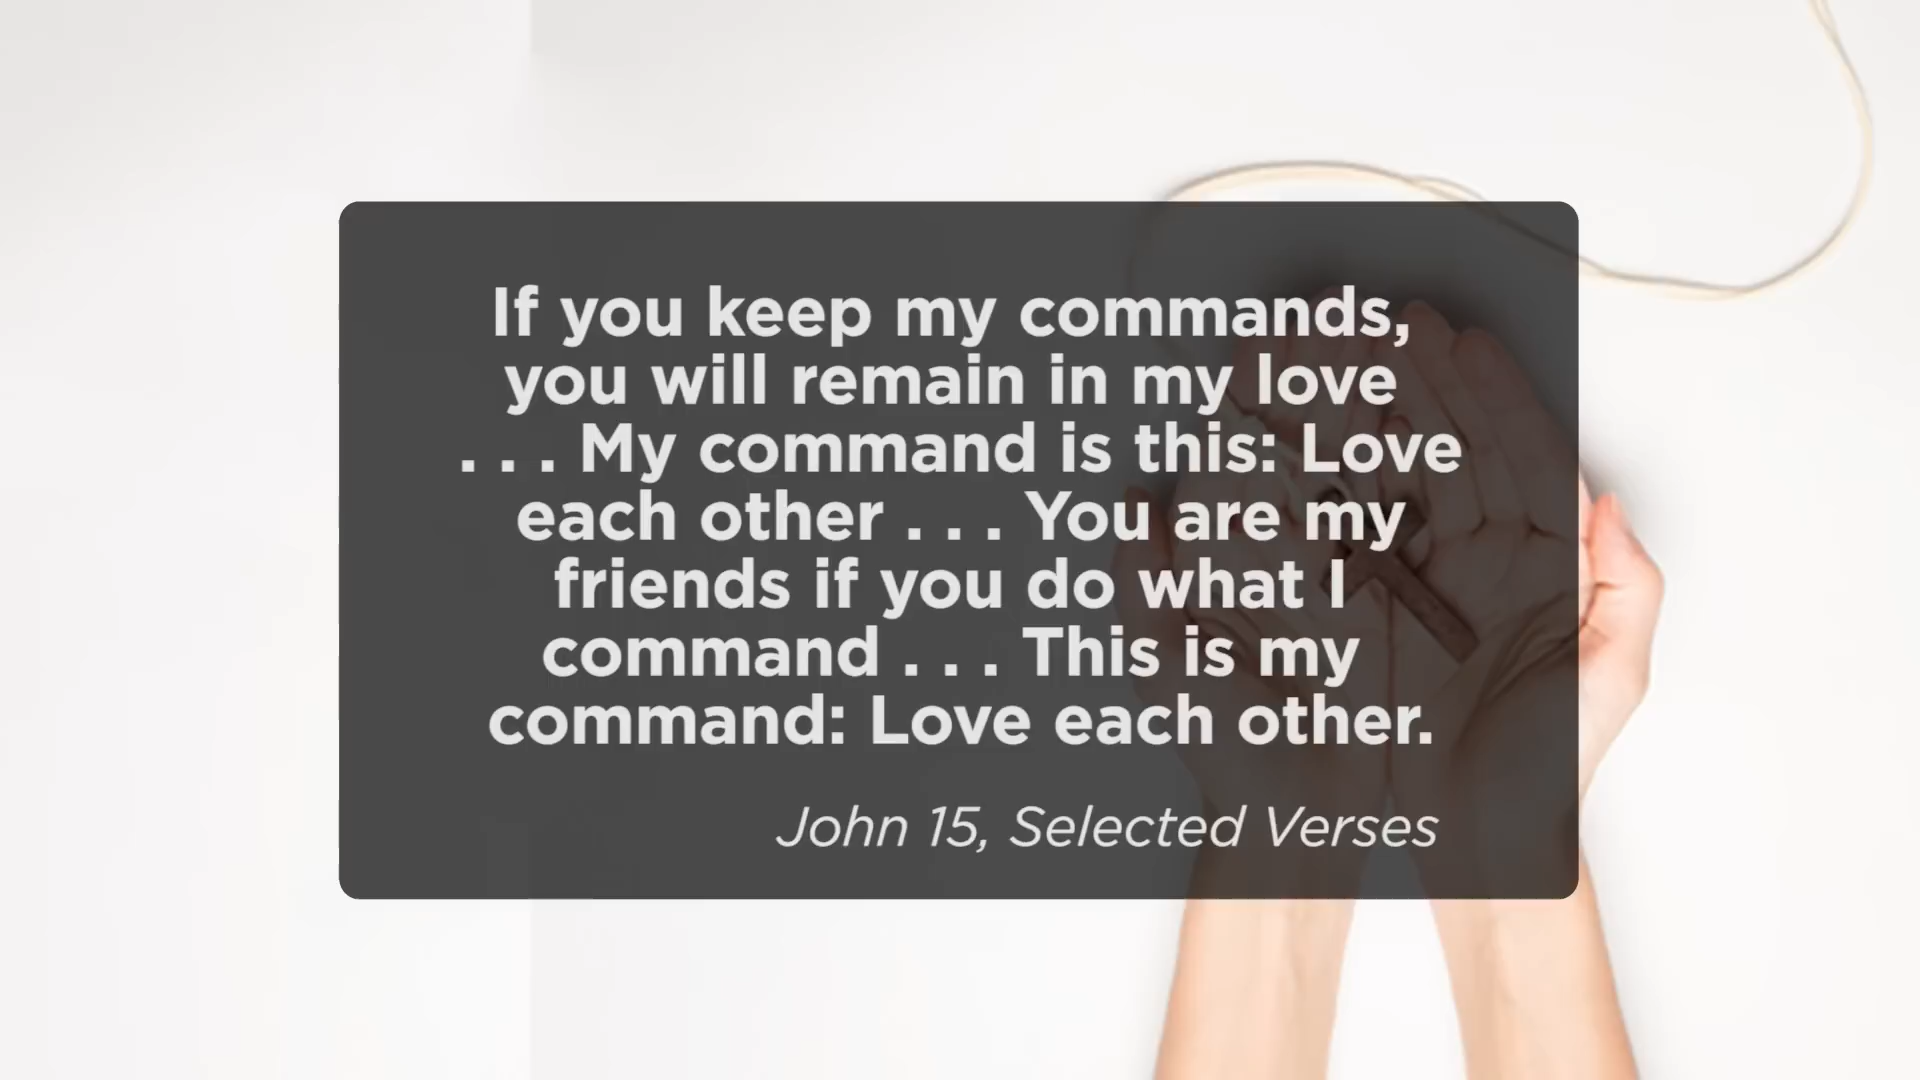 If you keep my commands,
you will remain in my love
. . . My command is this: Love
each other . . . You are my
friends if you do what I
command . . . This is my
command: Love each other.
John 15, Selected Verses